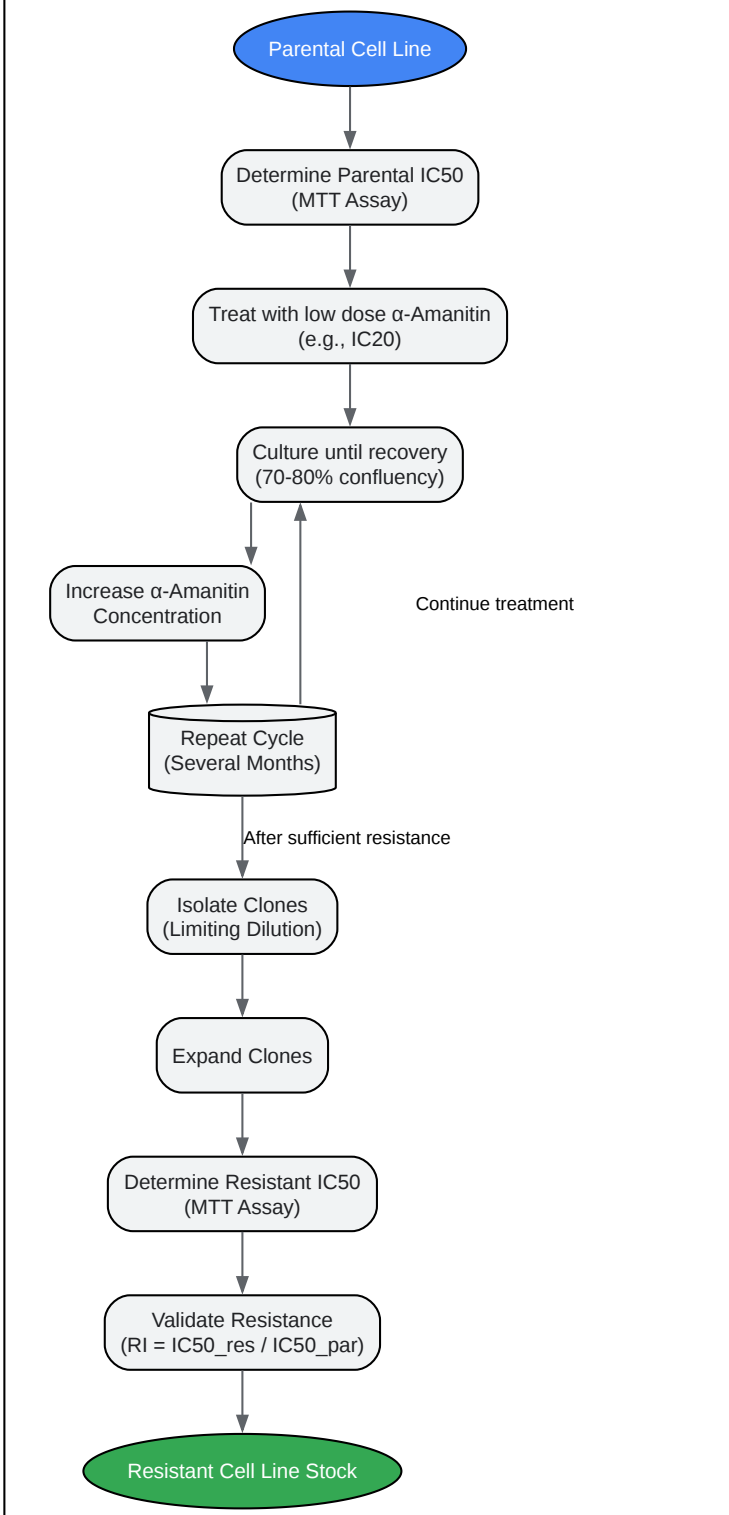 Parental Cell Line
Determine Parental IC50
(MTT Assay)
Treat with low dose α-Amanitin
(e.g., IC20)
Culture until recovery
(70-80% confluency)
Increase α-Amanitin
Concentration
Continue treatment
Repeat Cycle
(Several Months)
After sufficient resistance
Isolate Clones
(Limiting Dilution)
Expand Clones
Determine Resistant IC50
(MTT Assay)
Validate Resistance
(RI = IC50_res / IC50_par)
Resistant Cell Line Stock